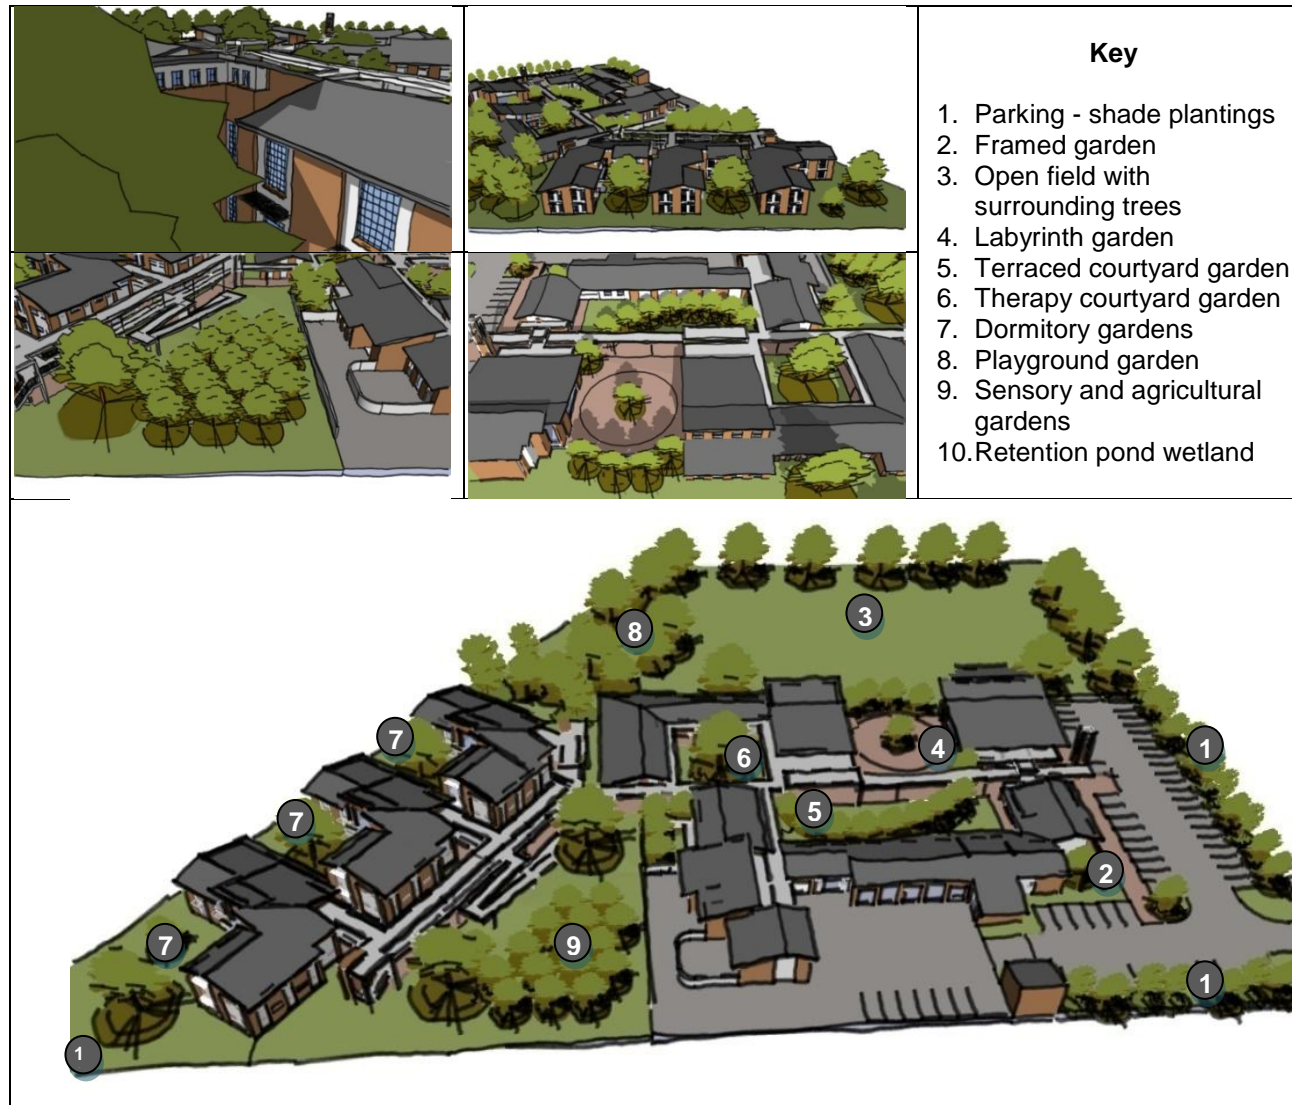 Key
1. Parking - shade plantings
2. Framed garden
3. Open field with
surrounding trees
4. Labyrinth garden
5. Terraced courtyard garden
6. Therapy courtyard garden
7. Dormitory gardens
8. Playground garden
9. Sensory and agricultural
gardens
10.Retention pond wetland
3
8
7
6
4
1
7
5
2
7
9
1
1